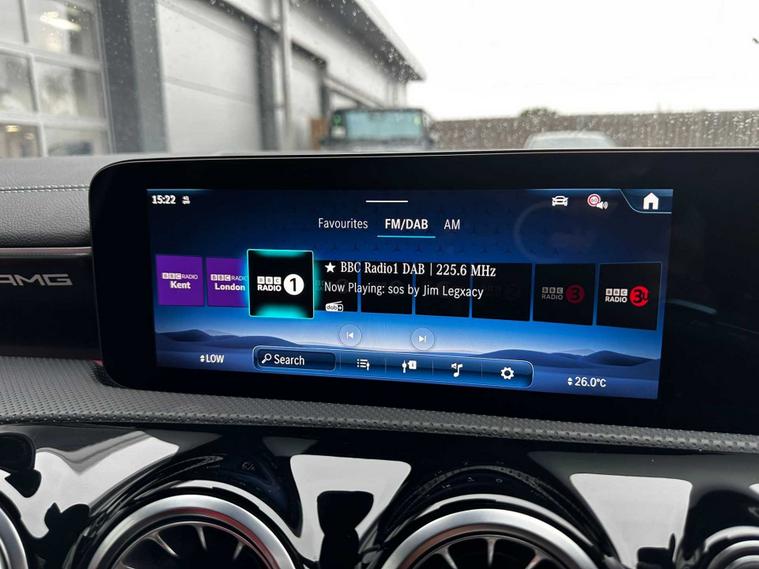 15:22
Favourites FM/DAB AM
BBC RADIO Kent
BBC RADIO London
BBC RADIO 1
★ BBC Radio1 DAB | 225.6 MHz
Now Playing: sos by Jim Legxacy
dab
BBC RADIO 3
BBC RADIO
LOW
Search
26.0°C
AMG